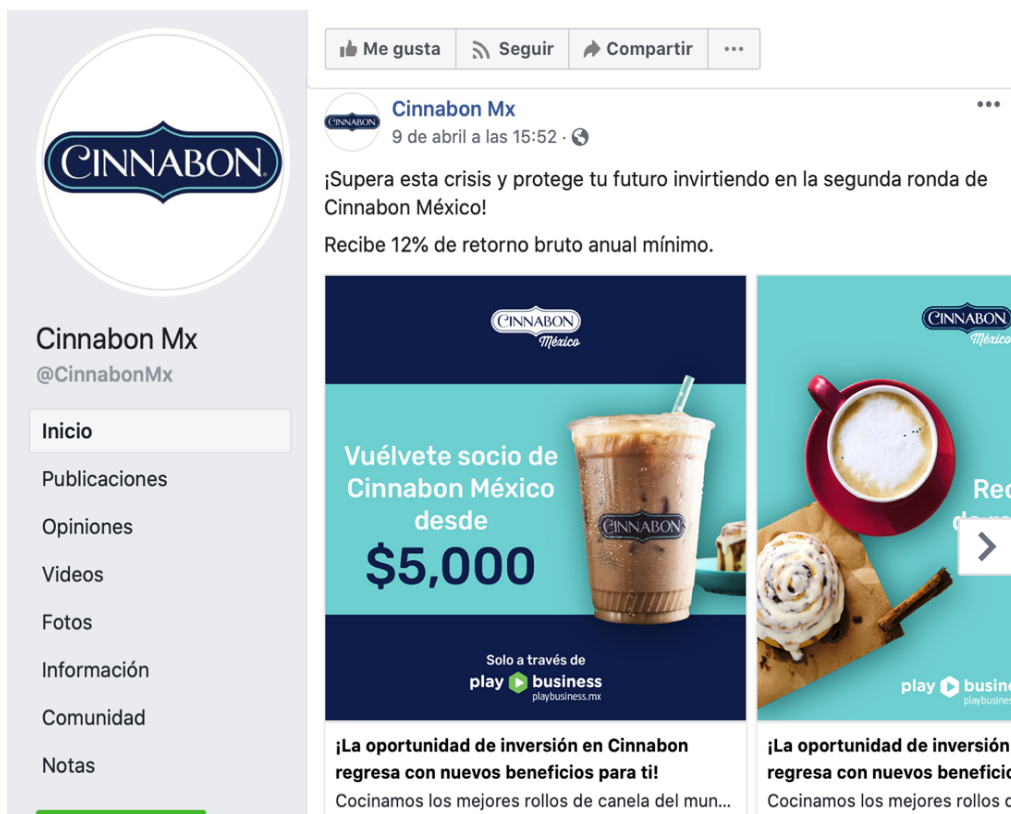 CINNABON
Cinnabon Mx
@CinnabonMx
Inicio
Publicaciones
Opiniones
Videos
Fotos
Información
Comunidad
Notas
Me gusta
Seguir
Compartir
CINNABON
Cinnabon Mx
9 de abril a las 15:52 ·
¡Supera esta crisis y protege tu futuro invirtiendo en la segunda ronda de
Cinnabon México!
Recibe 12% de retorno bruto anual mínimo.
CINNABON
México
Vuélvete socio de
Cinnabon México
desde
$5,000
CINNABON
Solo a través de
play business
playbusiness.mx
¡La oportunidad de inversión en Cinnabon
regresa con nuevos beneficios para ti!
Cocinamos los mejores rollos de canela del mun...
CINNABON
México
play
¡La oportunidad de inversión
regresa con nuevos
Cocinamos los mejores rollos